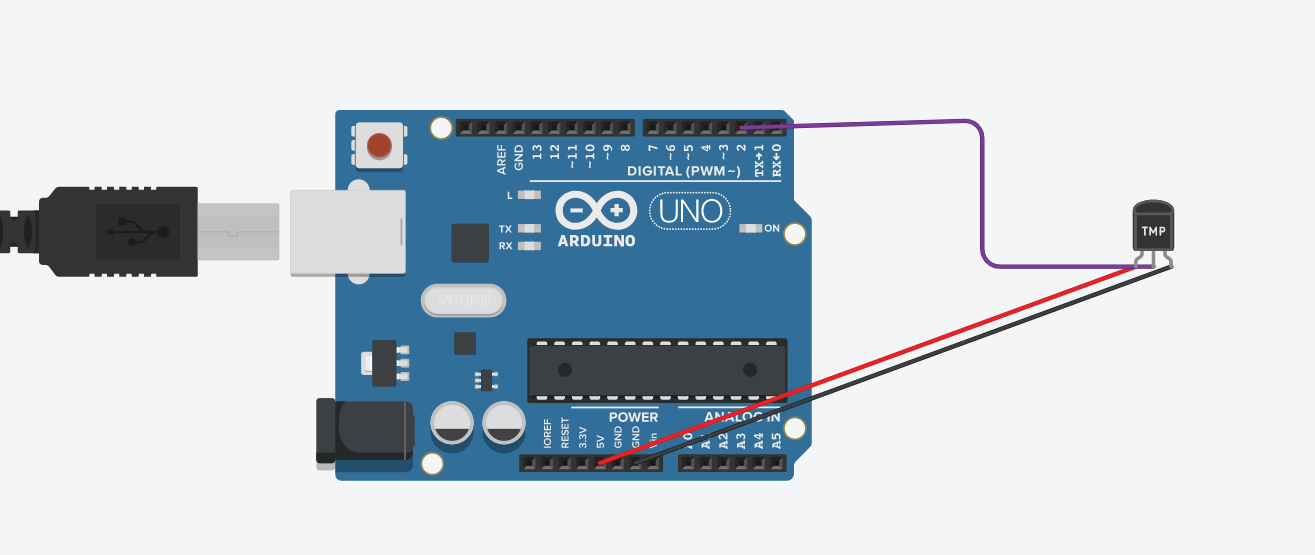 AREF
GND
13
12
~11
~10
~9
8
7
~6
~5
4
~3
2
TX→1
RX←0
DIGITAL (PWM~)
L
TX
RX
ARDUINO
UNO
ON
TMP
SPK16.000G
POWER
ANALOG IN
IOREF
RESET
3.3V
5V
GND
GND
Vin
A2
A3
A4
A5